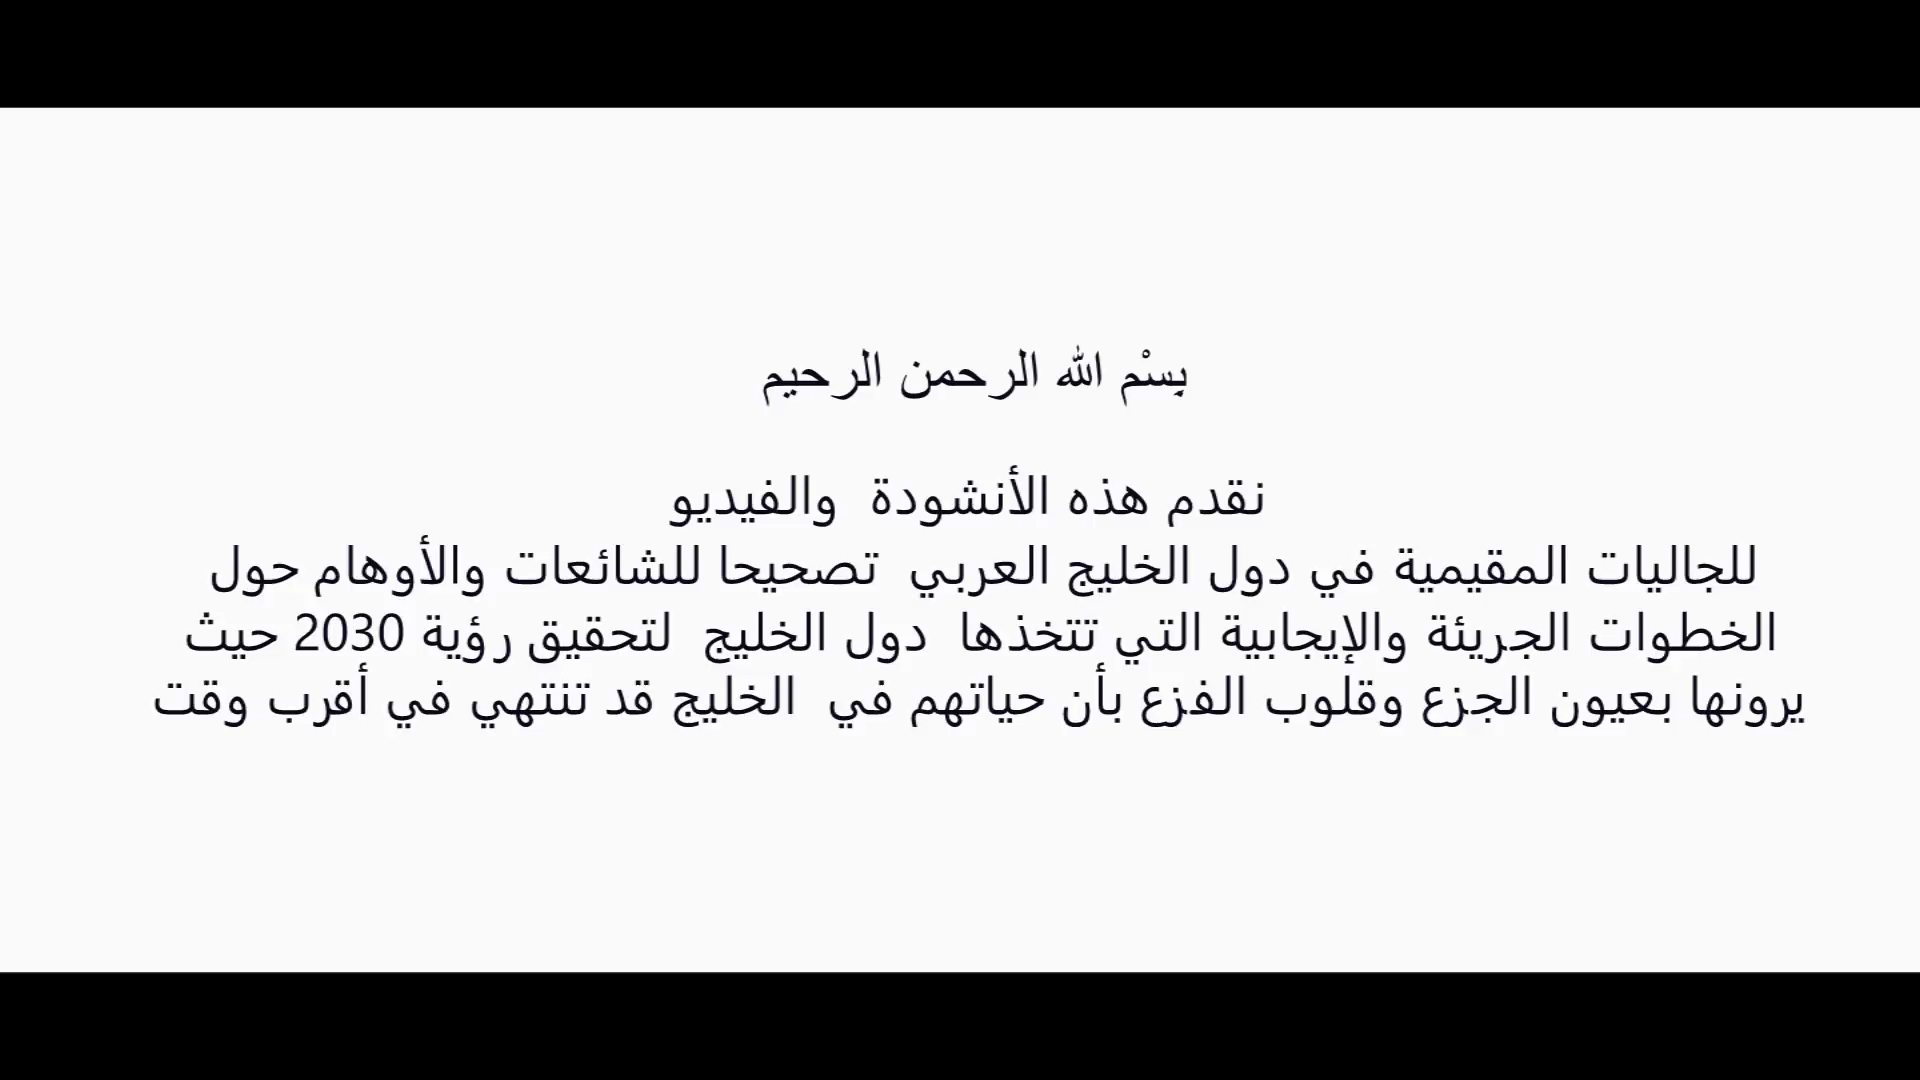 بِسْم الله الرحمن الرحيم
نقدم هذه الأنشودة والفيديو
للجاليات المقيمية في دول الخليج العربي تصحيحا للشائعات والأوهام حول
الخطوات الجريئة والإيجابية التي تتخذها دول الخليج لتحقيق رؤية 2030 حيث
يرونها بعيون الجزع وقلوب الفزع بأن حياتهم في الخليج قد تنتهي في أقرب وقت